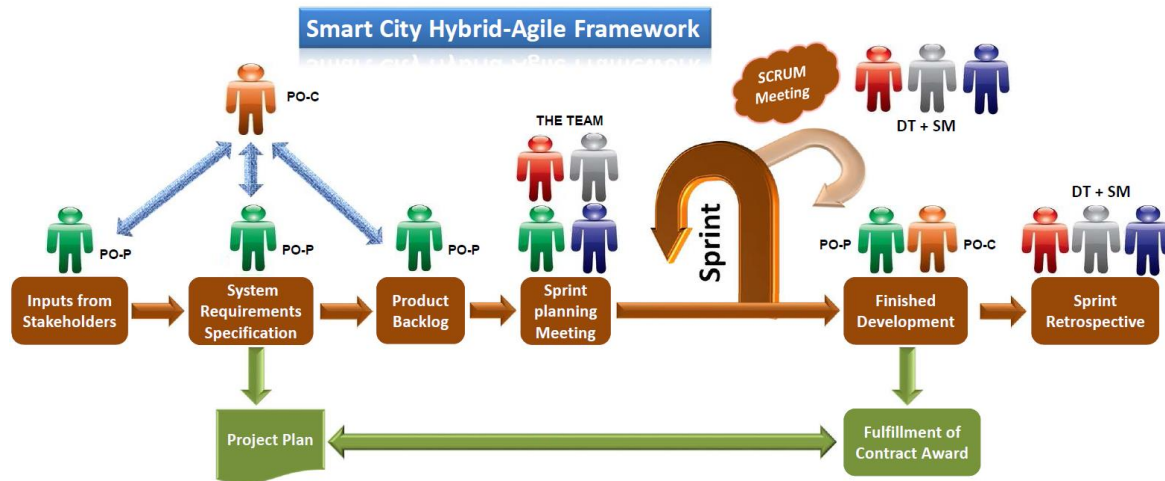 Smart City Hybrid-Agile Framework
PO-C
SCRUM
Meeting
DT + SM
THE TEAM
Sprint
PO-P
PO-P
PO-P
PO-P
PO-C
DT + SM
Inputs from
Stakeholders
System
Requirements
Specification
Product
Backlog
Sprint
planning
Meeting
Finished
Development
Sprint
Retrospective
Project Plan
Fulfillment of
Contract Award